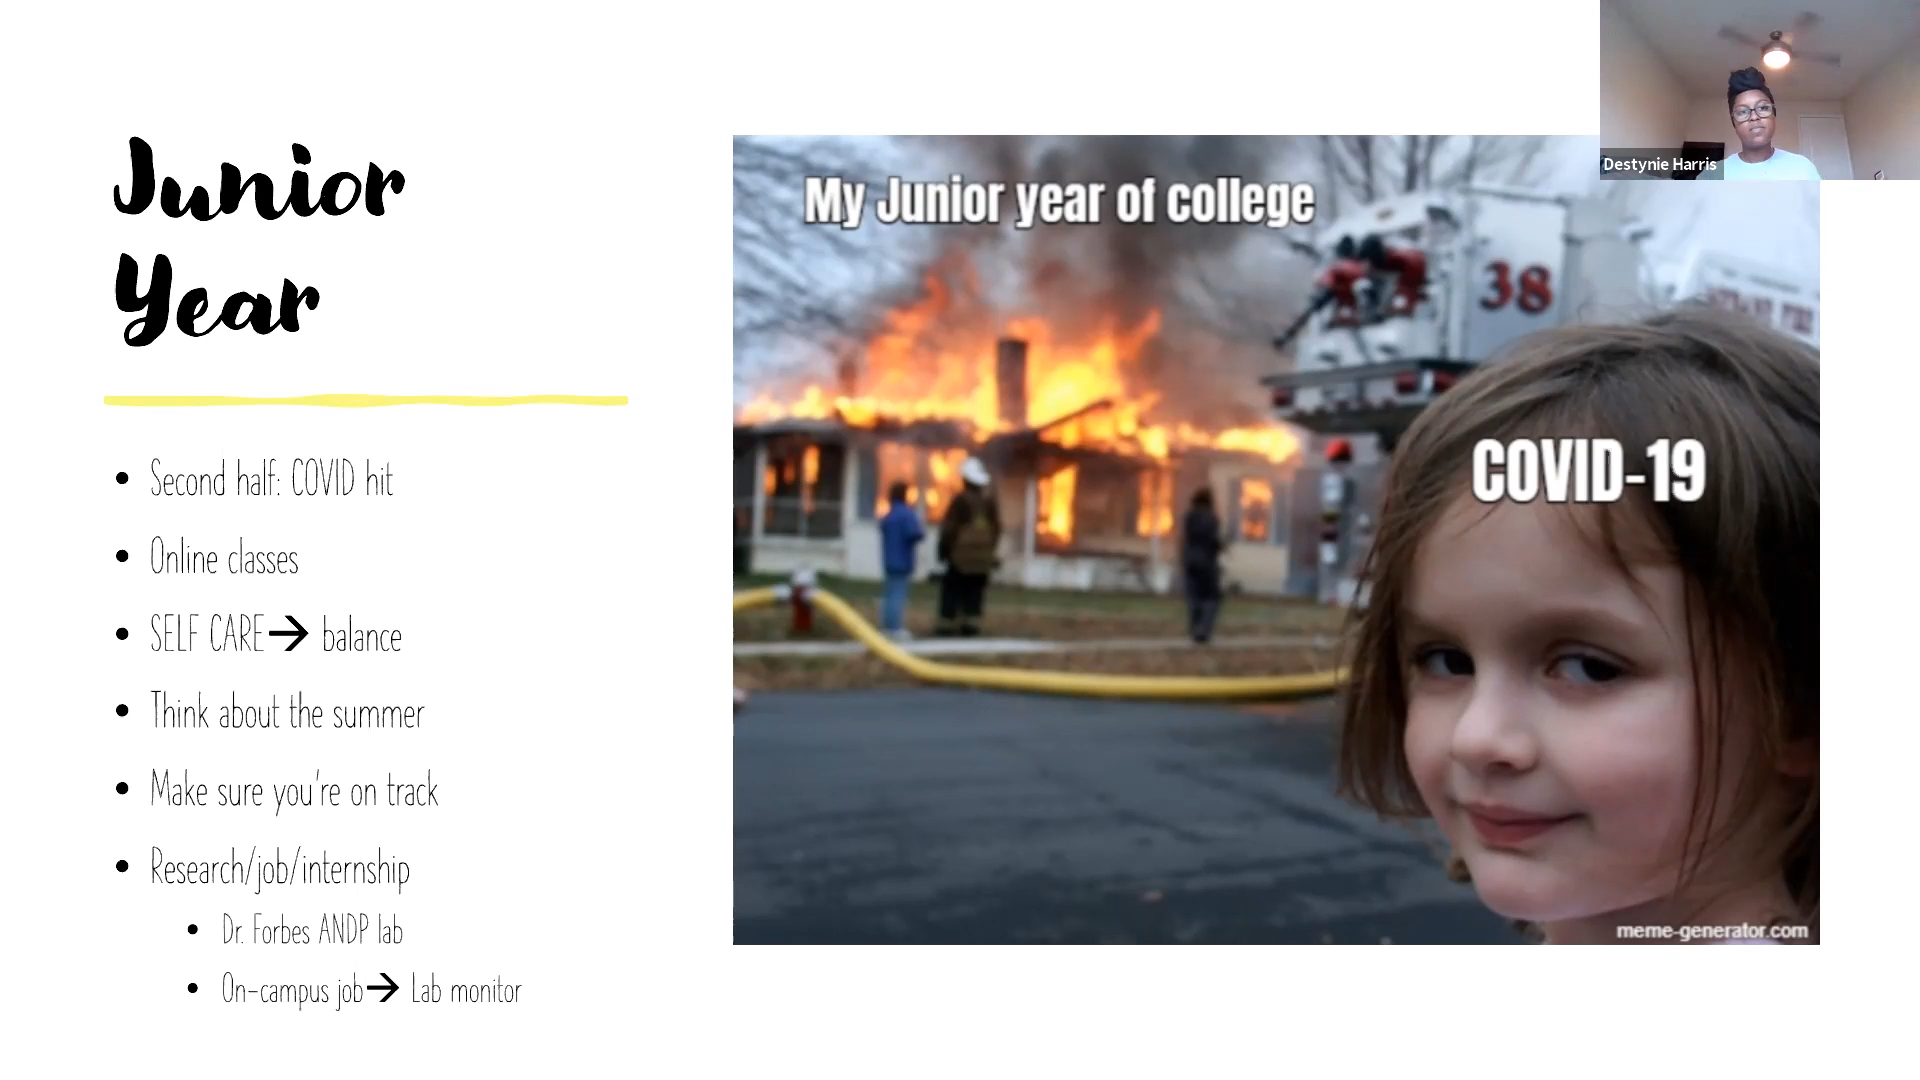 Junior
Year
• Second half: COVID hit
• Online classes
• SELF CARE→ balance
• Think about the summer
• Make sure you're on track
• Research/job/internship
• Dr. Forbes ANDP lab
• On-campus job→ Lab monitor
My Junior year of college
38
COVID-19
meme-generator.com
Destynie Harris